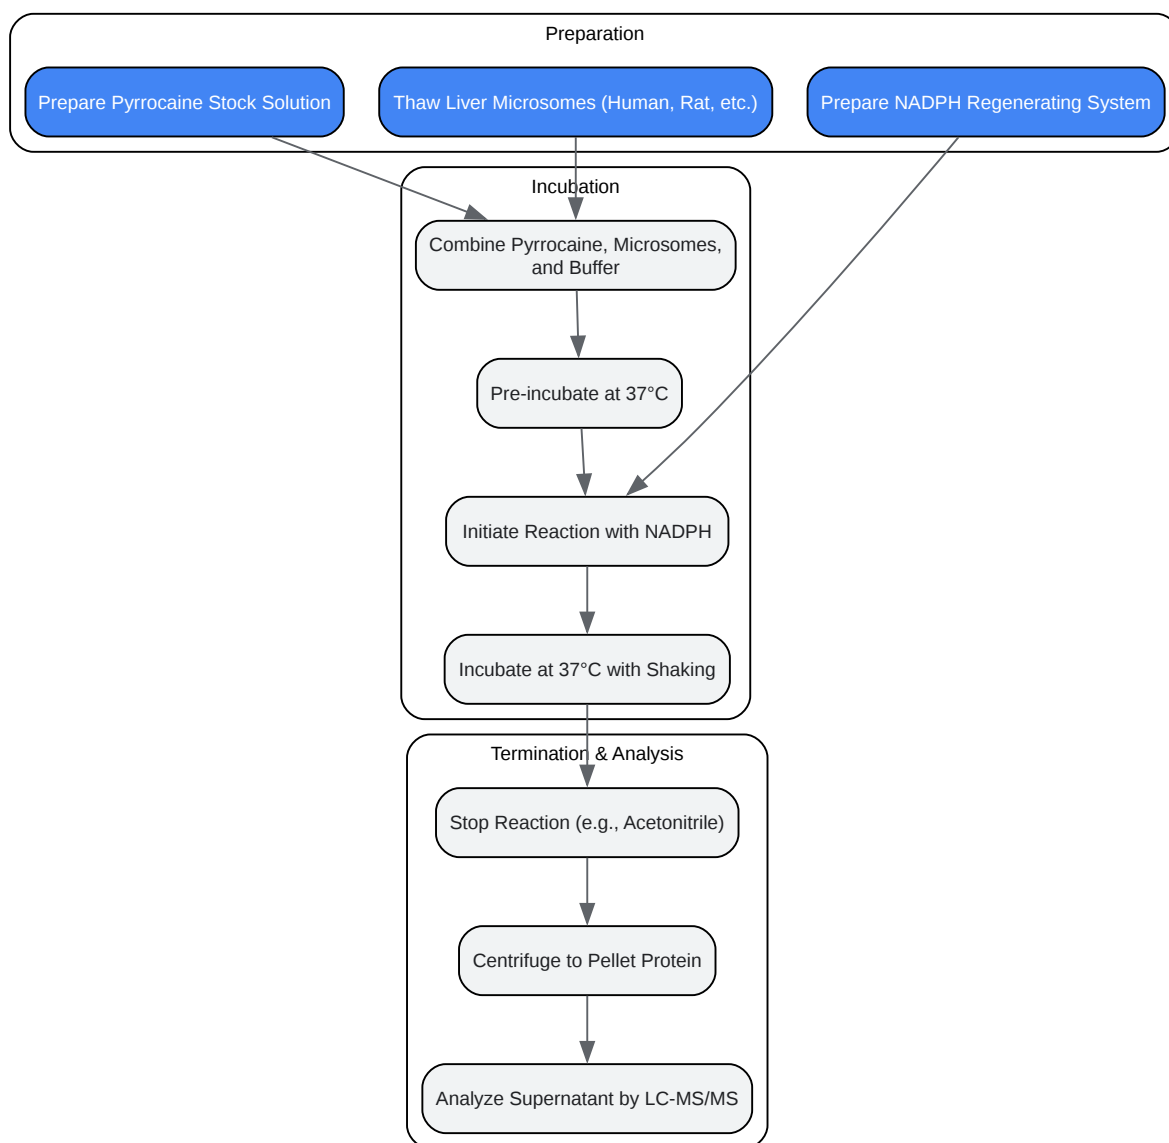 Preparation
Prepare Pyrrocaine Stock Solution
Thaw Liver Microsomes (Human, Rat, etc.)
Prepare NADPH Regenerating System
Incubation
Combine Pyrrocaine, Microsomes,
and Buffer
Pre-incubate at 37°C
Initiate Reaction with NADPH
Incubate at 37°C with Shaking
Termination & Analysis
Stop Reaction (e.g., Acetonitrile)
Centrifuge to Pellet Protein
Analyze Supernatant by LC-MS/MS